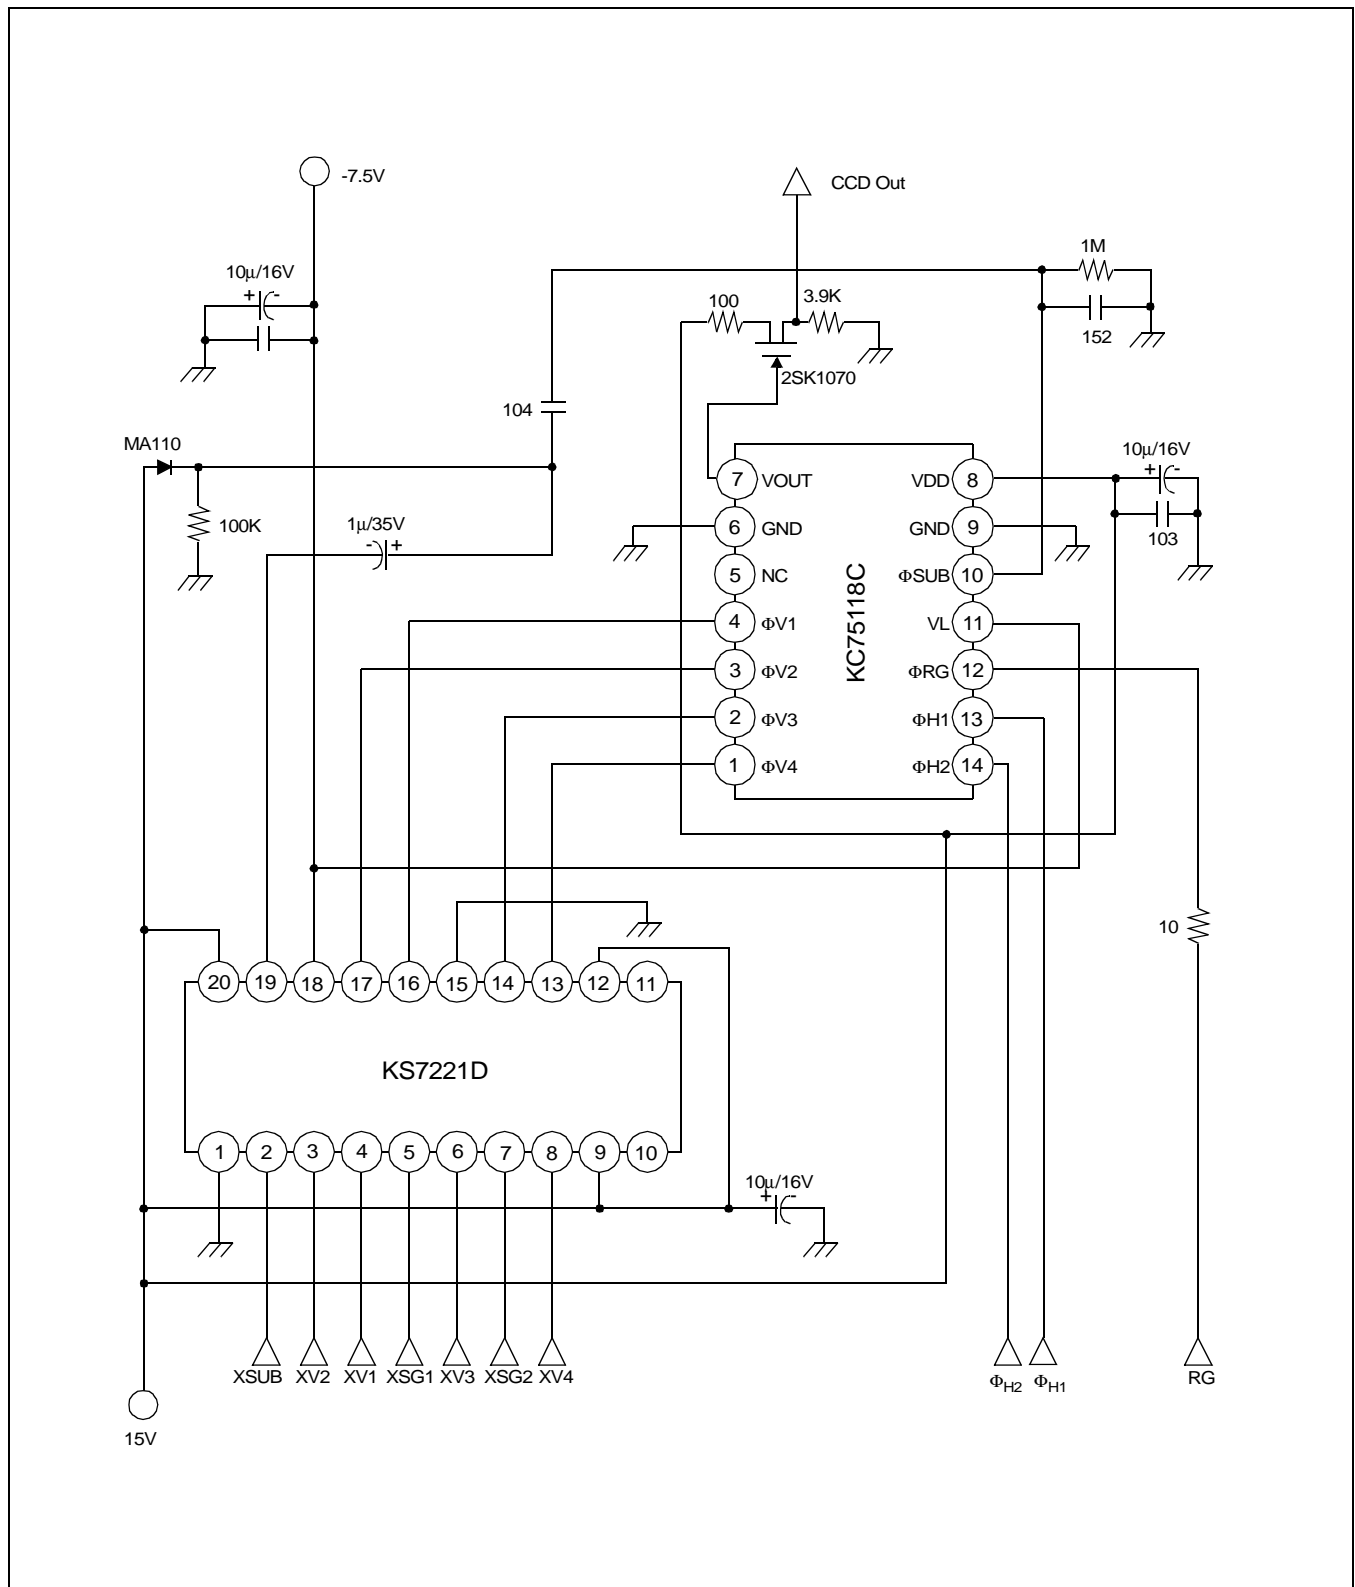 -7.5V
CCD Out
1M
10µ/16V
+ -
100
3.9K
152
2SK1070
104
MA110
10µ/16V
+ -
7 VOUT
VDD 8
100K
1µ/35V
- +
6 GND
GND 9
103
5 NC
ΦSUB 10
KC75118C
4 ΦV1
VL 11
3 ΦV2
ΦRG 12
2 ΦV3
ΦH1 13
1 ΦV4
ΦH2 14
10
20 19 18 17 16 15 14 13 12 11
KS7221D
1 2 3 4 5 6 7 8 9 10
10µ/16V
+ -
XSUB XV2 XV1 XSG1 XV3 XSG2 XV4
ΦH2 ΦH1
RG
15V